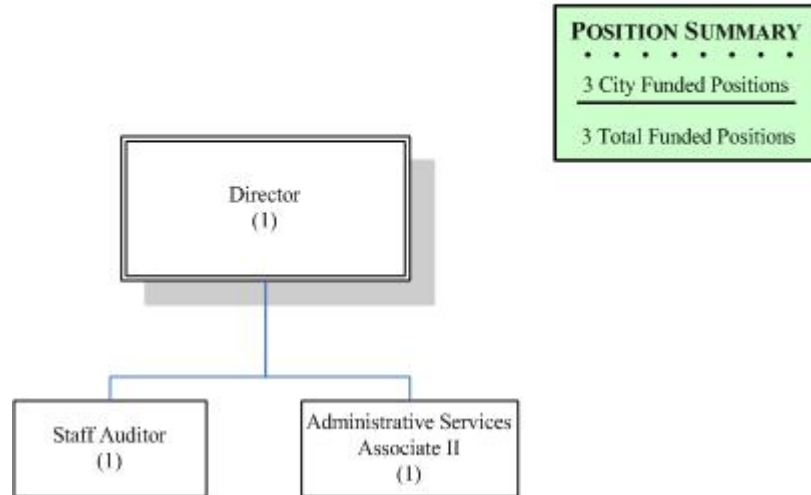 POSITION SUMMARY
3 City Funded Positions
3 Total Funded Positions
Director
(1)
Staff Auditor
(1)
Administrative Services
Associate II
(1)